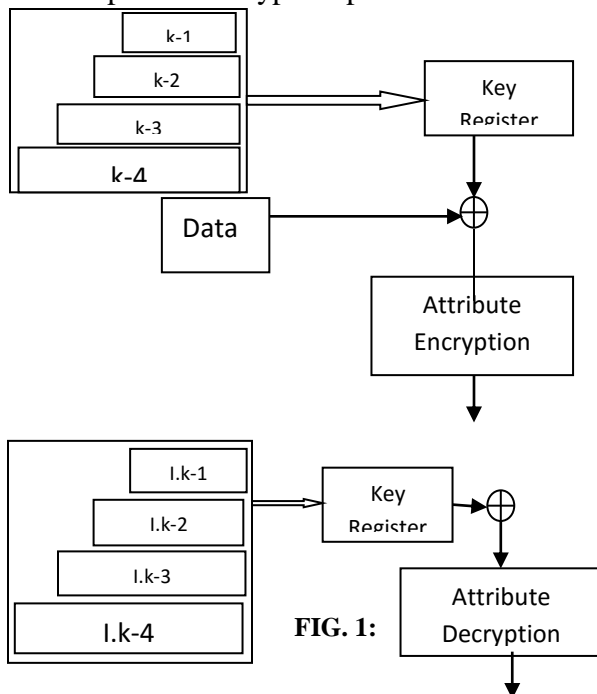 k-1
k-2
k-3
k-4
Key
Register
Data
Attribute
Encryption
I.k-1
I.k-2
I.k-3
I.k-4
Key
Register
FIG. 1:
Attribute
Decryption